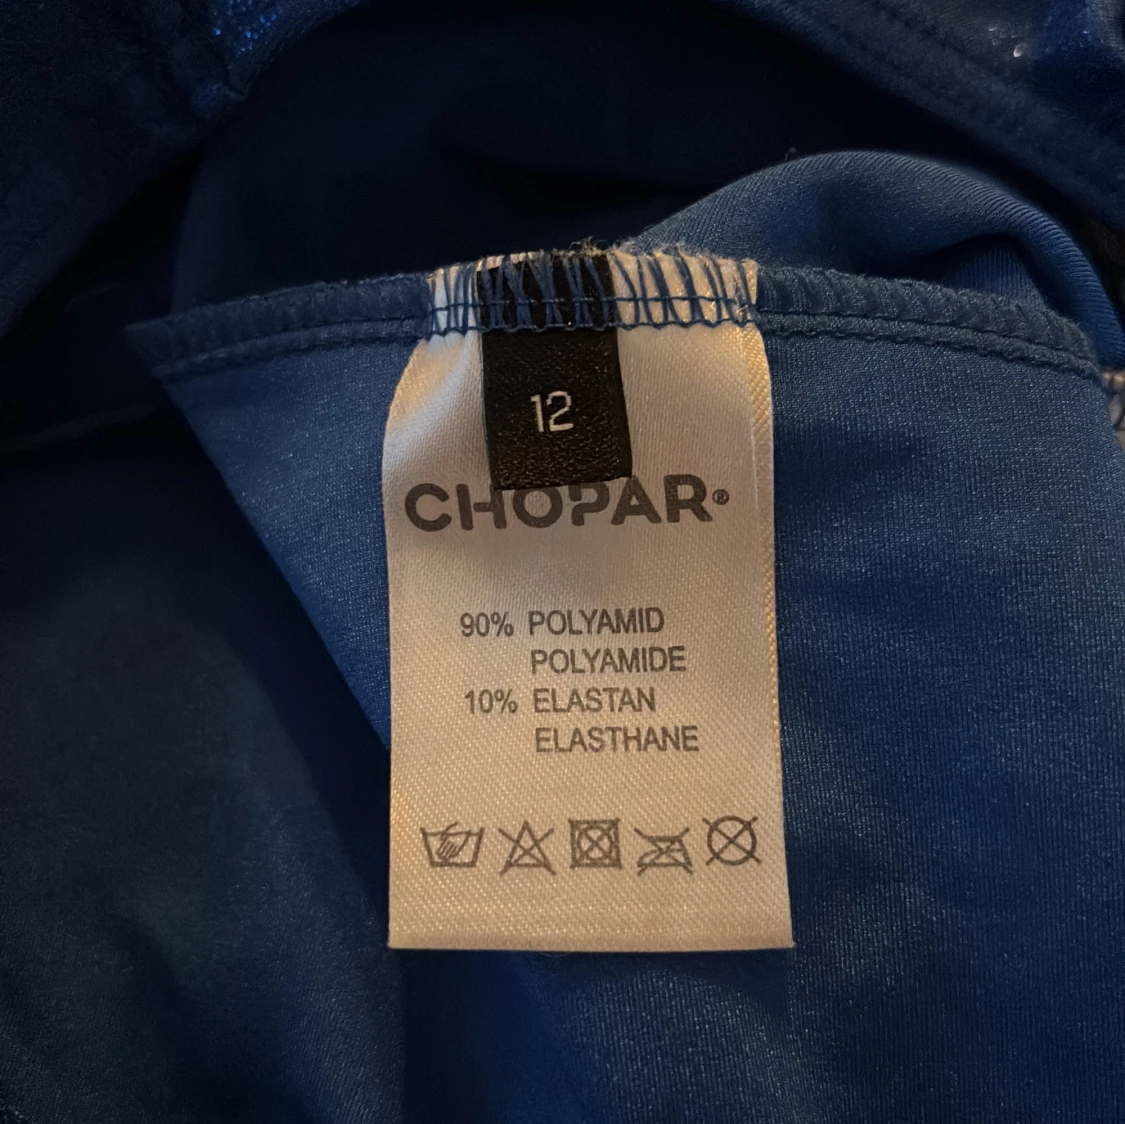 12
CHOPAR®
90% POLYAMID
POLYAMIDE
10% ELASTAN
ELASTHANE